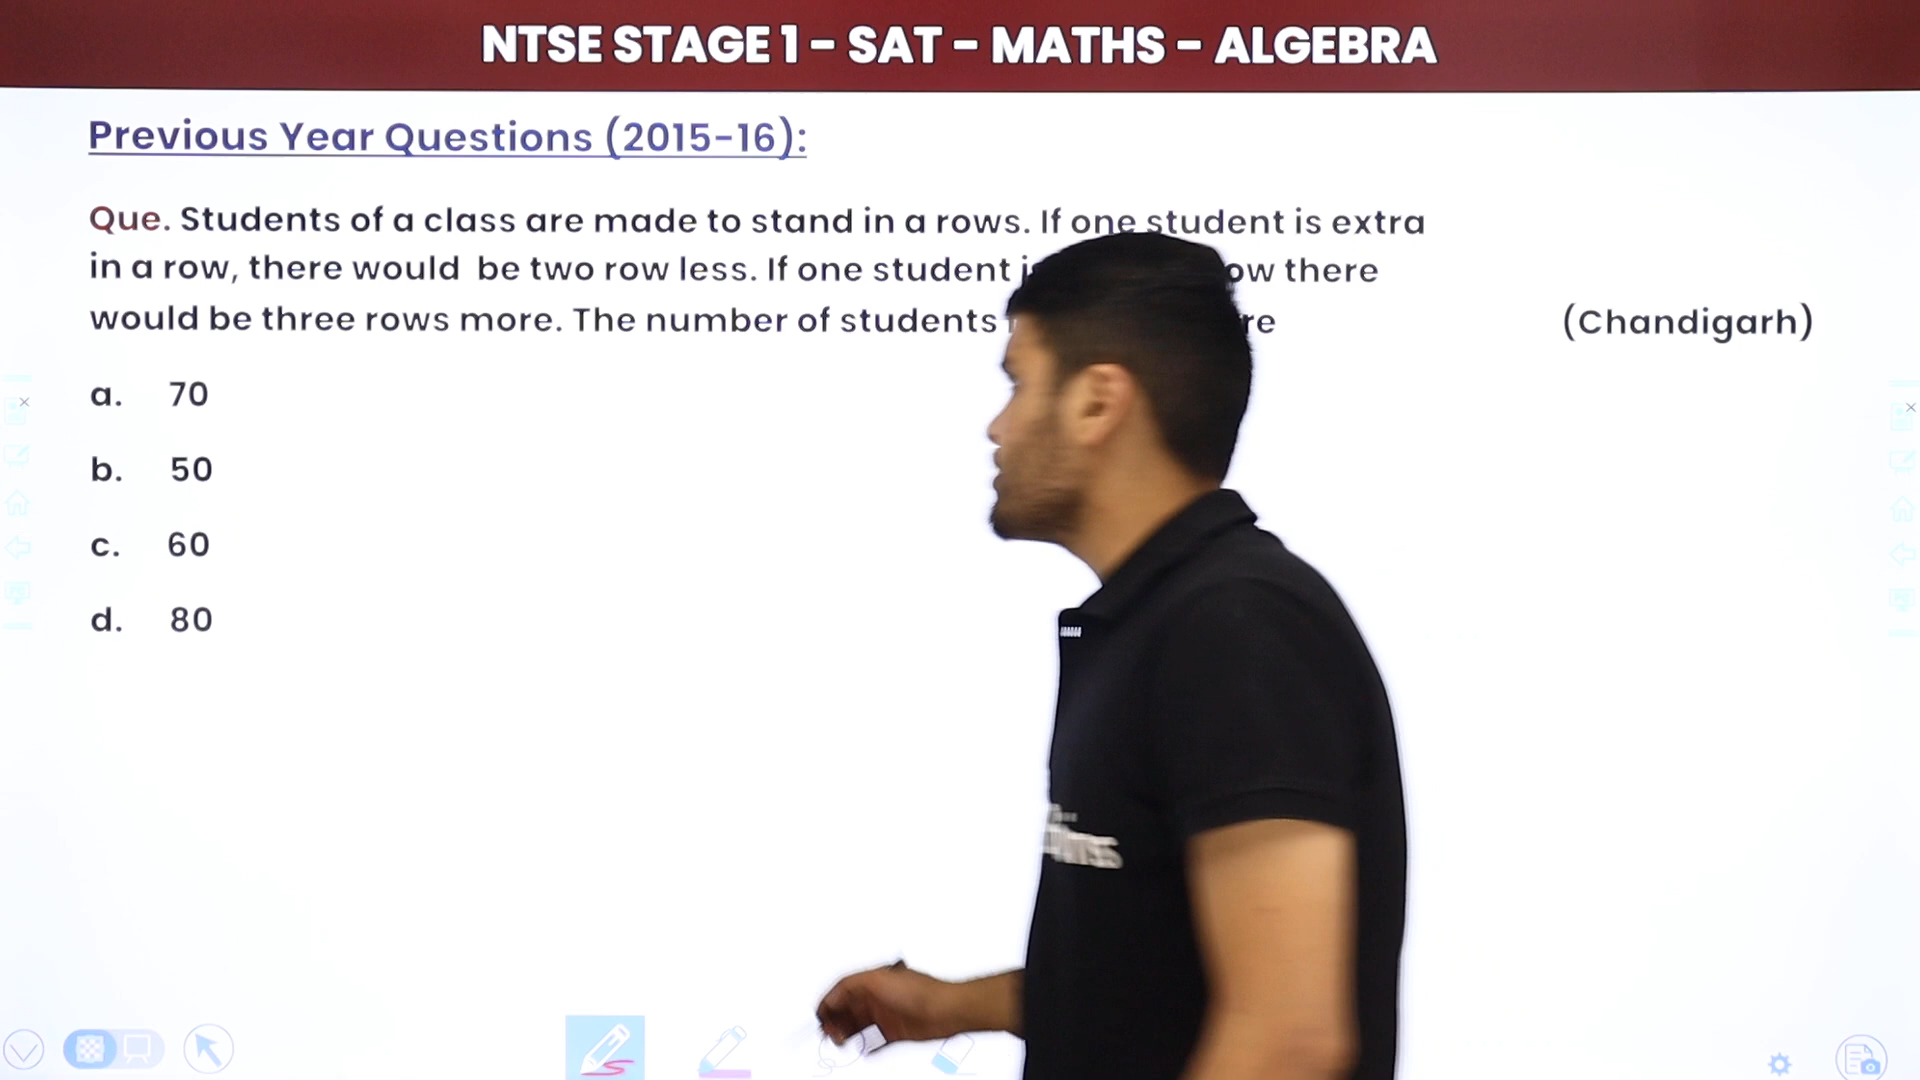 NTSE STAGE 1 - SAT - MATHS - ALGEBRA
Previous Year Questions (2015-16):
Que. Students of a class are made to stand in a rows. If one student is extra
in a row, there would be two row less. If one student there
would be three rows more. The number of students (Chandigarh)
a. 70
b. 50
c. 60
d. 80